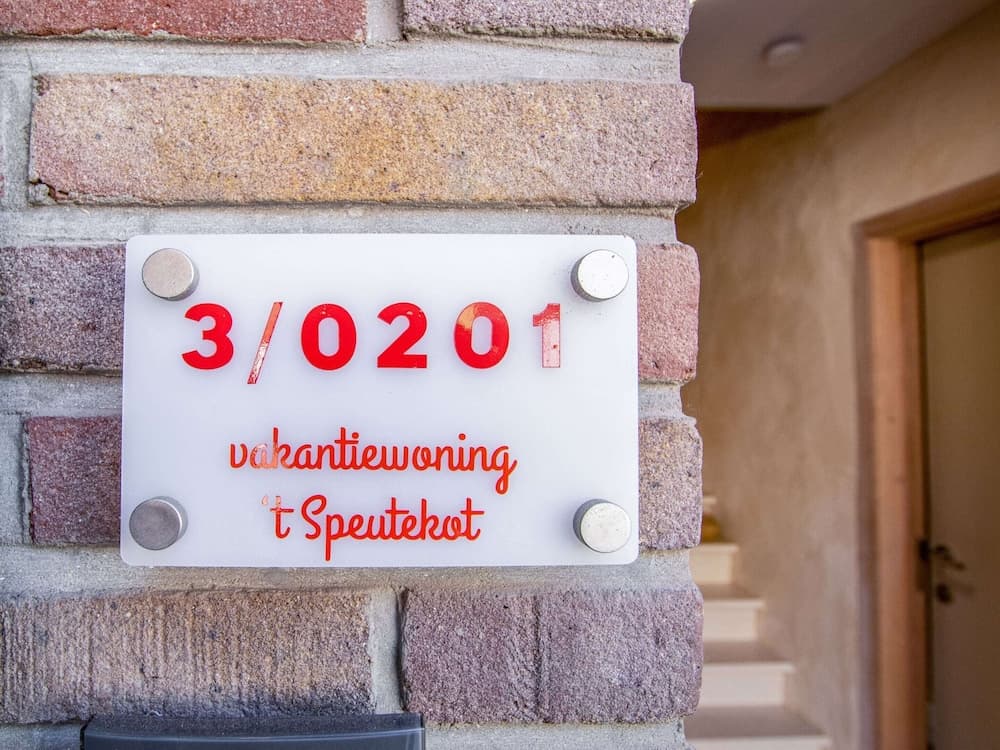 3/0201
vakantiewoning
't Speutekot